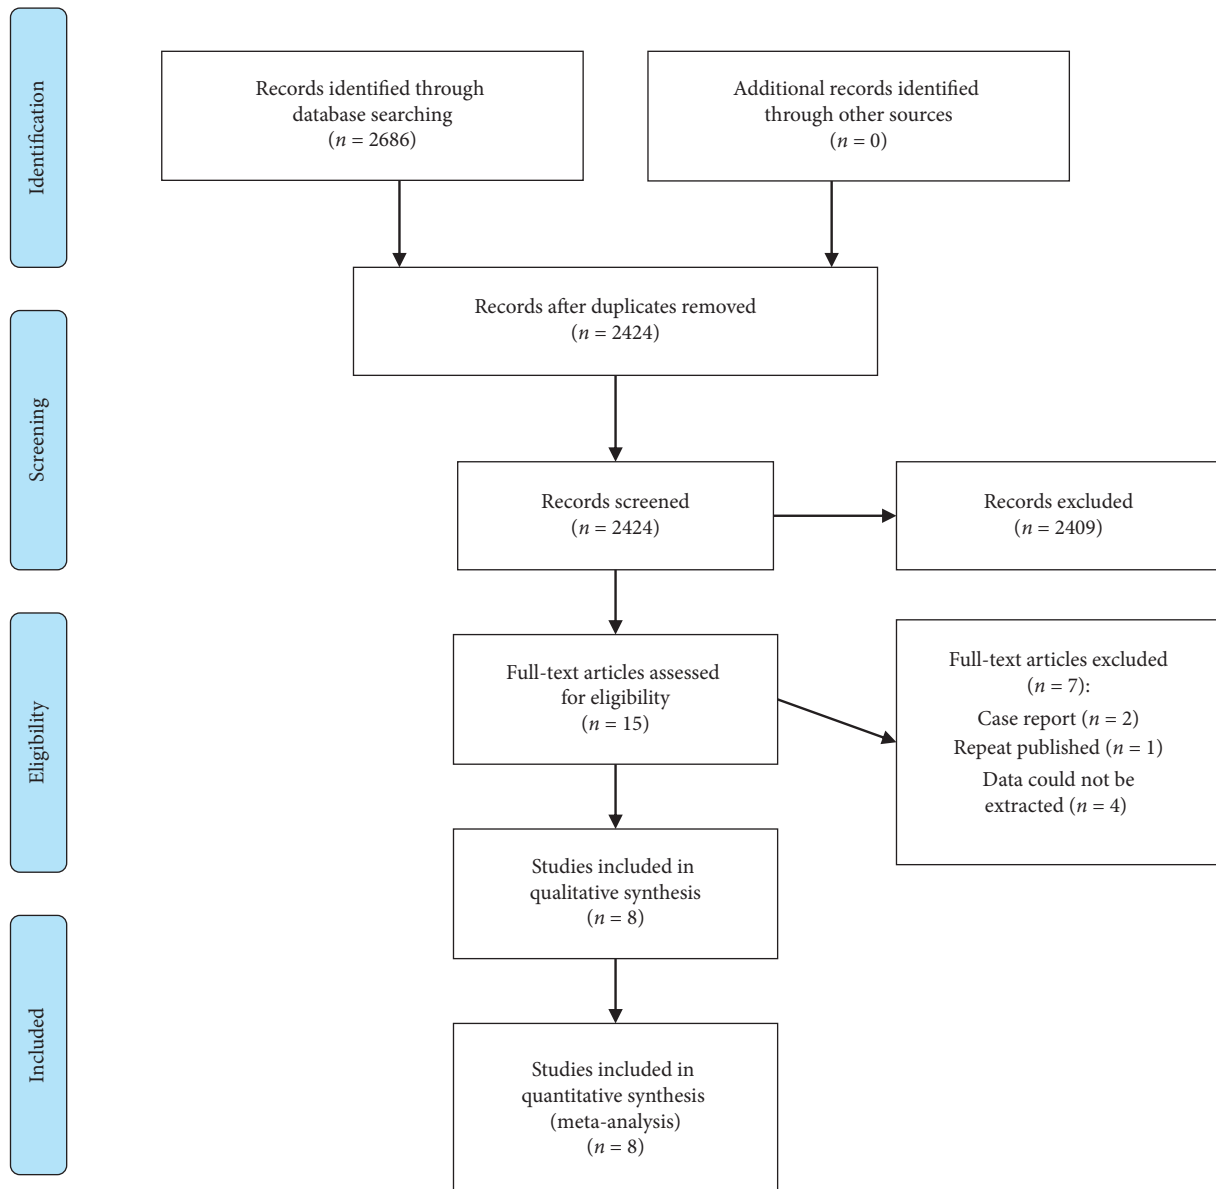 Identification
Records identified through
database searching
(n = 2686)
Additional records identified
through other sources
(n = 0)
Records after duplicates removed
(n = 2424)
Screening
Records screened
(n = 2424)
Records excluded
(n = 2409)
Eligibility
Full-text articles assessed
for eligibility
(n = 15)
Full-text articles excluded
(n = 7):
Case report (n = 2)
Repeat published (n = 1)
Data could not be
extracted (n = 4)
Studies included in
qualitative synthesis
(n = 8)
Included
Studies included in
quantitative synthesis
(meta-analysis)
(n = 8)